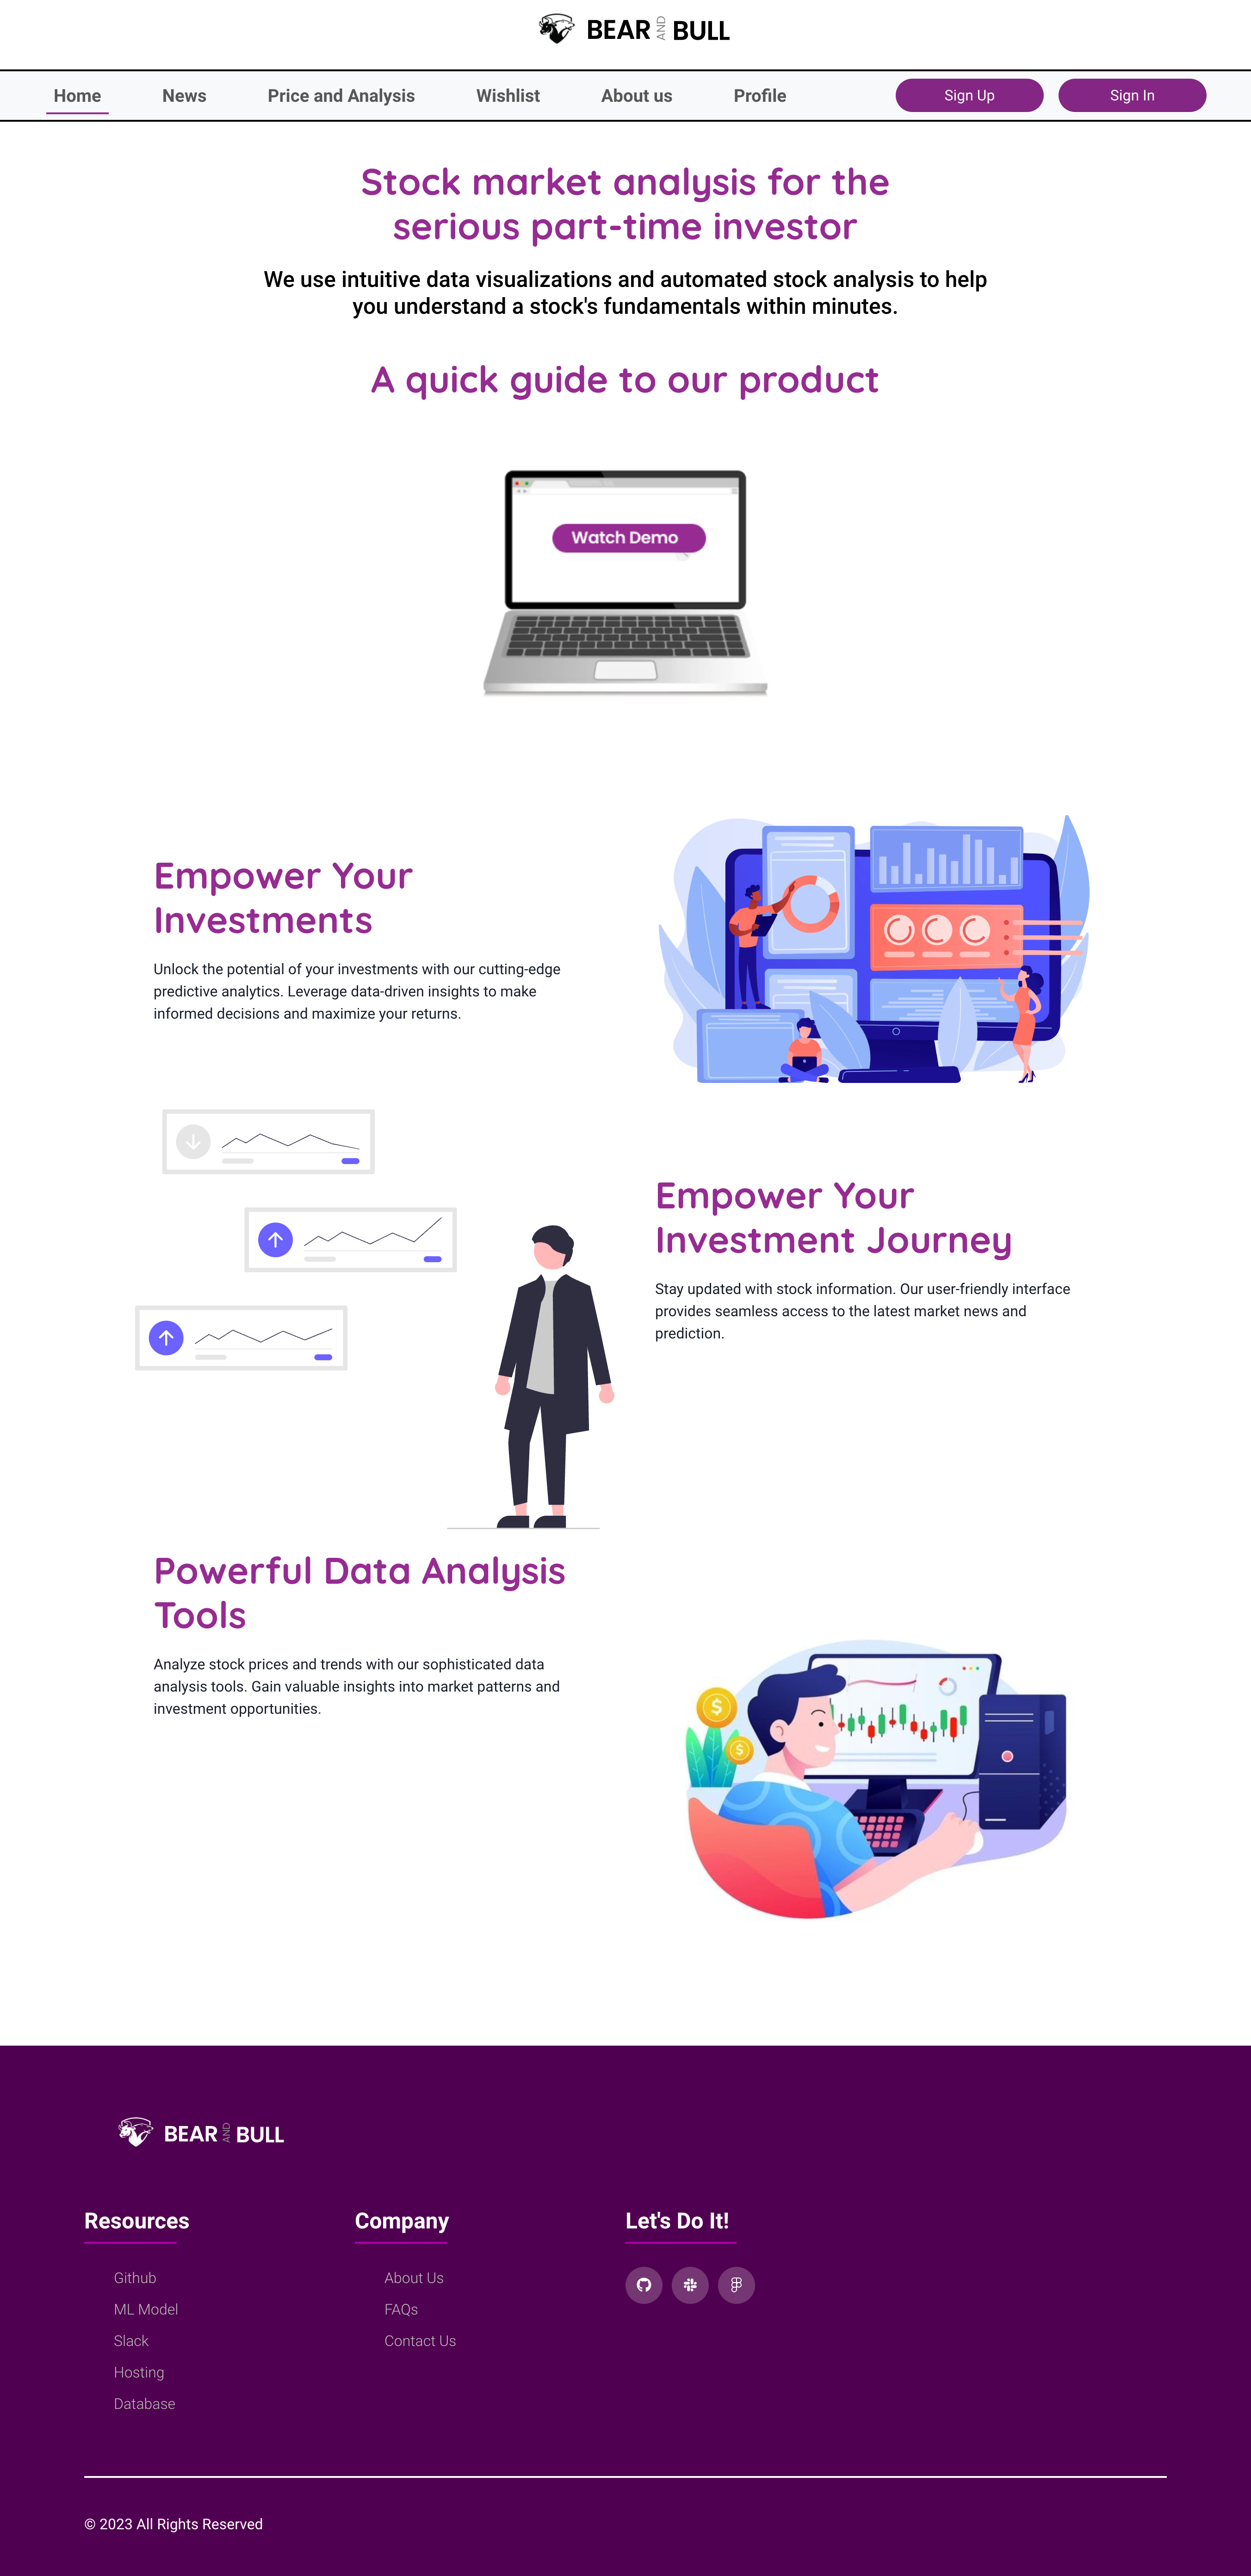 BEAR AND BULL
Home News Price and Analysis Wishlist About us Profile Sign Up Sign In
Stock market analysis for the
serious part-time investor
We use intuitive data visualizations and automated stock analysis to help
you understand a stock's fundamentals within minutes.
A quick guide to our product
Watch Demo
Empower Your
Investments
Unlock the potential of your investments with our cutting-edge
predictive analytics. Leverage data-driven insights to make
informed decisions and maximize your returns.
Empower Your
Investment Journey
Stay updated with stock information. Our user-friendly interface
provides seamless access to the latest market news and
prediction.
Powerful Data Analysis
Tools
Analyze stock prices and trends with our sophisticated data
analysis tools. Gain valuable insights into market patterns and
investment opportunities.
$
$
BEAR AND BULL
Resources
Github
ML Model
Slack
Hosting
Database
Company
About Us
FAQs
Contact Us
Let's Do It!
© 2023 All Rights Reserved